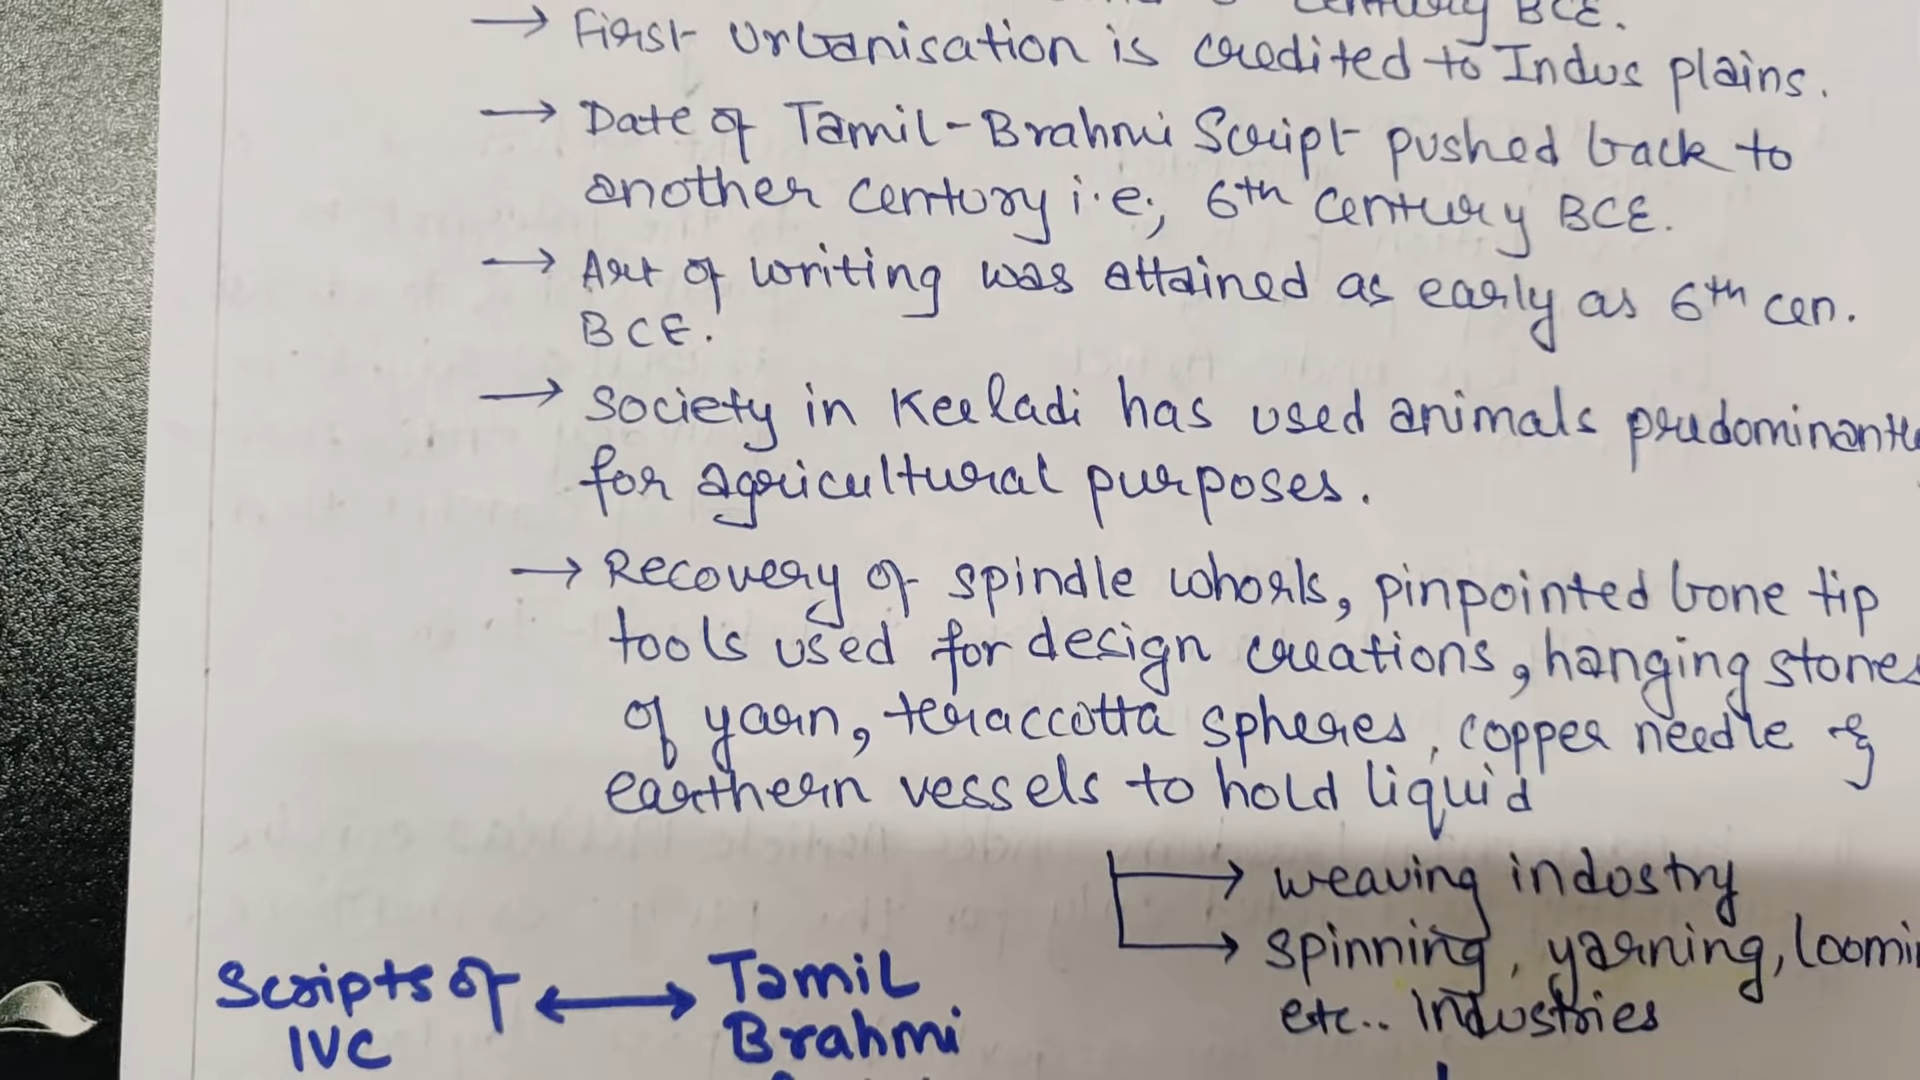 century BCE.
→ First Urbanisation is credited to Indus plains.
→ Date of Tamil-Brahmi Script pushed back to
another century i.e., 6th century BCE.
→ Art of writing was attained as early as 6th cen.
BCE.
→ Society in Keeladi has used animals predominantl
for agricultural purposes.
→ Recovery of spindle whorls, pinpointed bone tip
tools used for design creations, hanging stones
of yarn, teraccotta spheres, copper needle &
earthern vessels to hold liquid
→ weaving industry
→ spinning, yarning, loomin
etc.. industries
Scripts of ↔ Tamil
IVC Brahmi